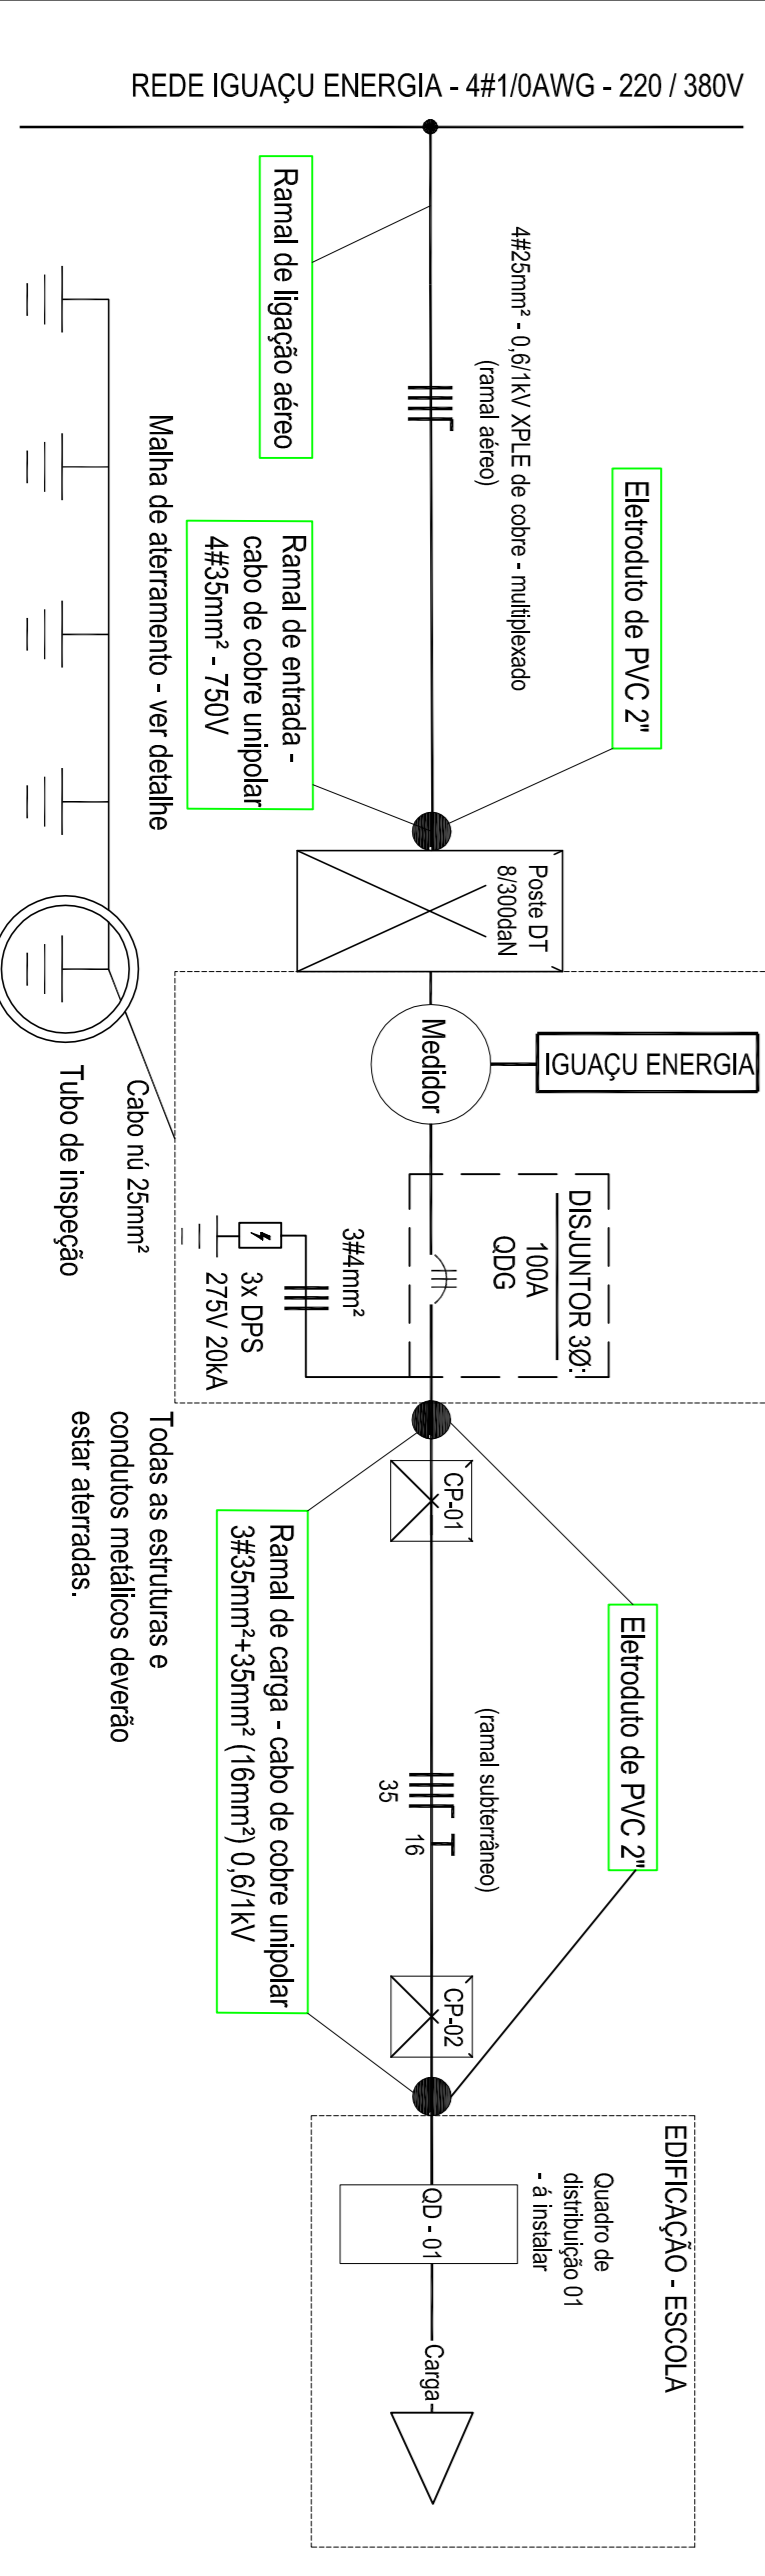 REDE IGUAÇU ENERGIA - 4#1/0AWG - 220 / 380V
Ramal de ligação aéreo
4#25mm² - 0,6/1kV XPLE de cobre - multiplexado
(ramal aéreo)
Eletroduto de PVC 2"
Ramal de entrada -
cabo de cobre unipolar
4#35mm² - 750V
Malha de aterramento - ver detalhe
Poste DT
8/300daN
Medidor
IGUAÇU ENERGIA
Cabo nú 25mm²
Tubo de inspeção
DISJUNTOR 3Ø:
100A
QDG
3#4mm²
3x DPS
275V 20kA
Todas as estruturas e
condutos metálicos deverão
estar aterradas.
CP-01
Ramal de carga - cabo de cobre unipolar
3#35mm²+35mm² (16mm²) 0,6/1kV
Eletroduto de PVC 2"
(ramal subterrâneo)
35
16
CP-02
EDIFICAÇÃO - ESCOLA
Quadro de
distribuição 01
- á instalar
QD - 01
Carga